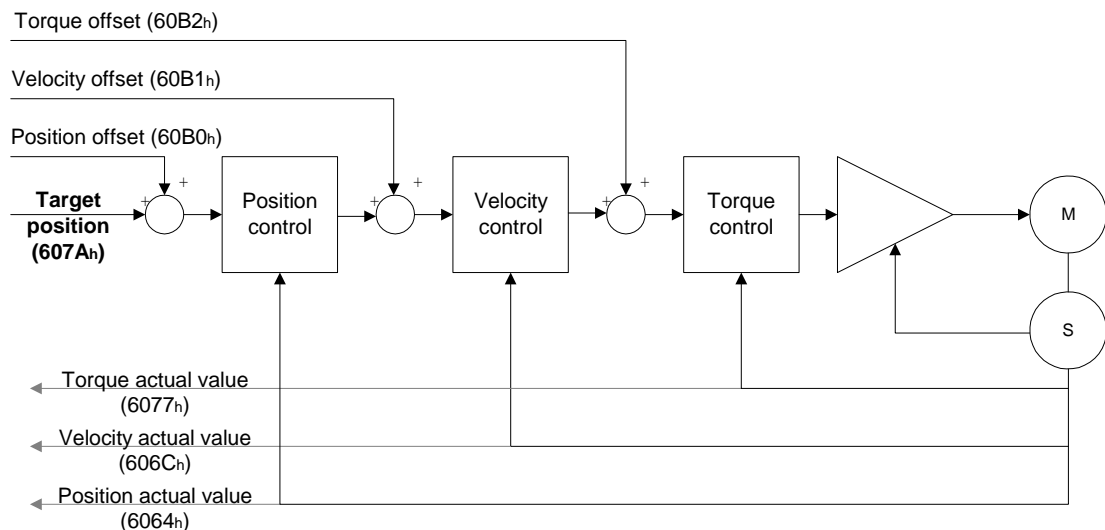 Torque offset (60B2h)
Velocity offset (60B1h)
Position offset (60B0h)
+
+
Target
position
(607Ah)
Position
control
+
+
Velocity
control
+
+
Torque
control
M
S
Torque actual value
(6077h)
Velocity actual value
(606Ch)
Position actual value
(6064h)